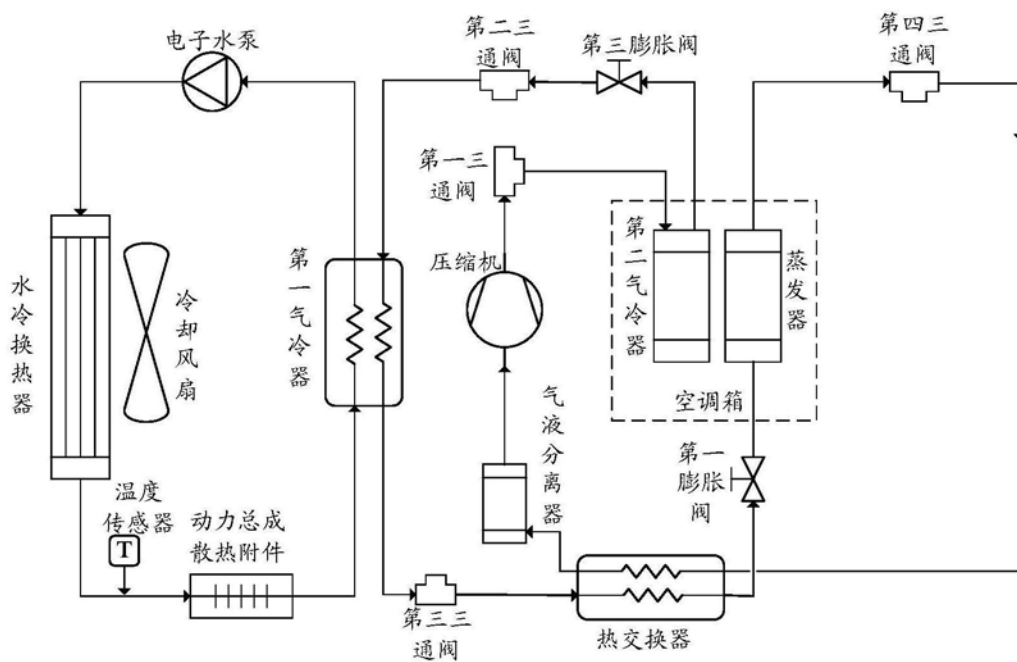 电子水泵
第二三
通阀
第三膨胀阀
第四三
通阀
第一三
通阀
水冷换热器
冷却风扇
第一气冷器
压缩机
第二气冷器
蒸发器
空调箱
气液分离器
第一
膨胀
阀
温度
传感器
T
动力总成
散热附件
第三三
通阀
热交换器